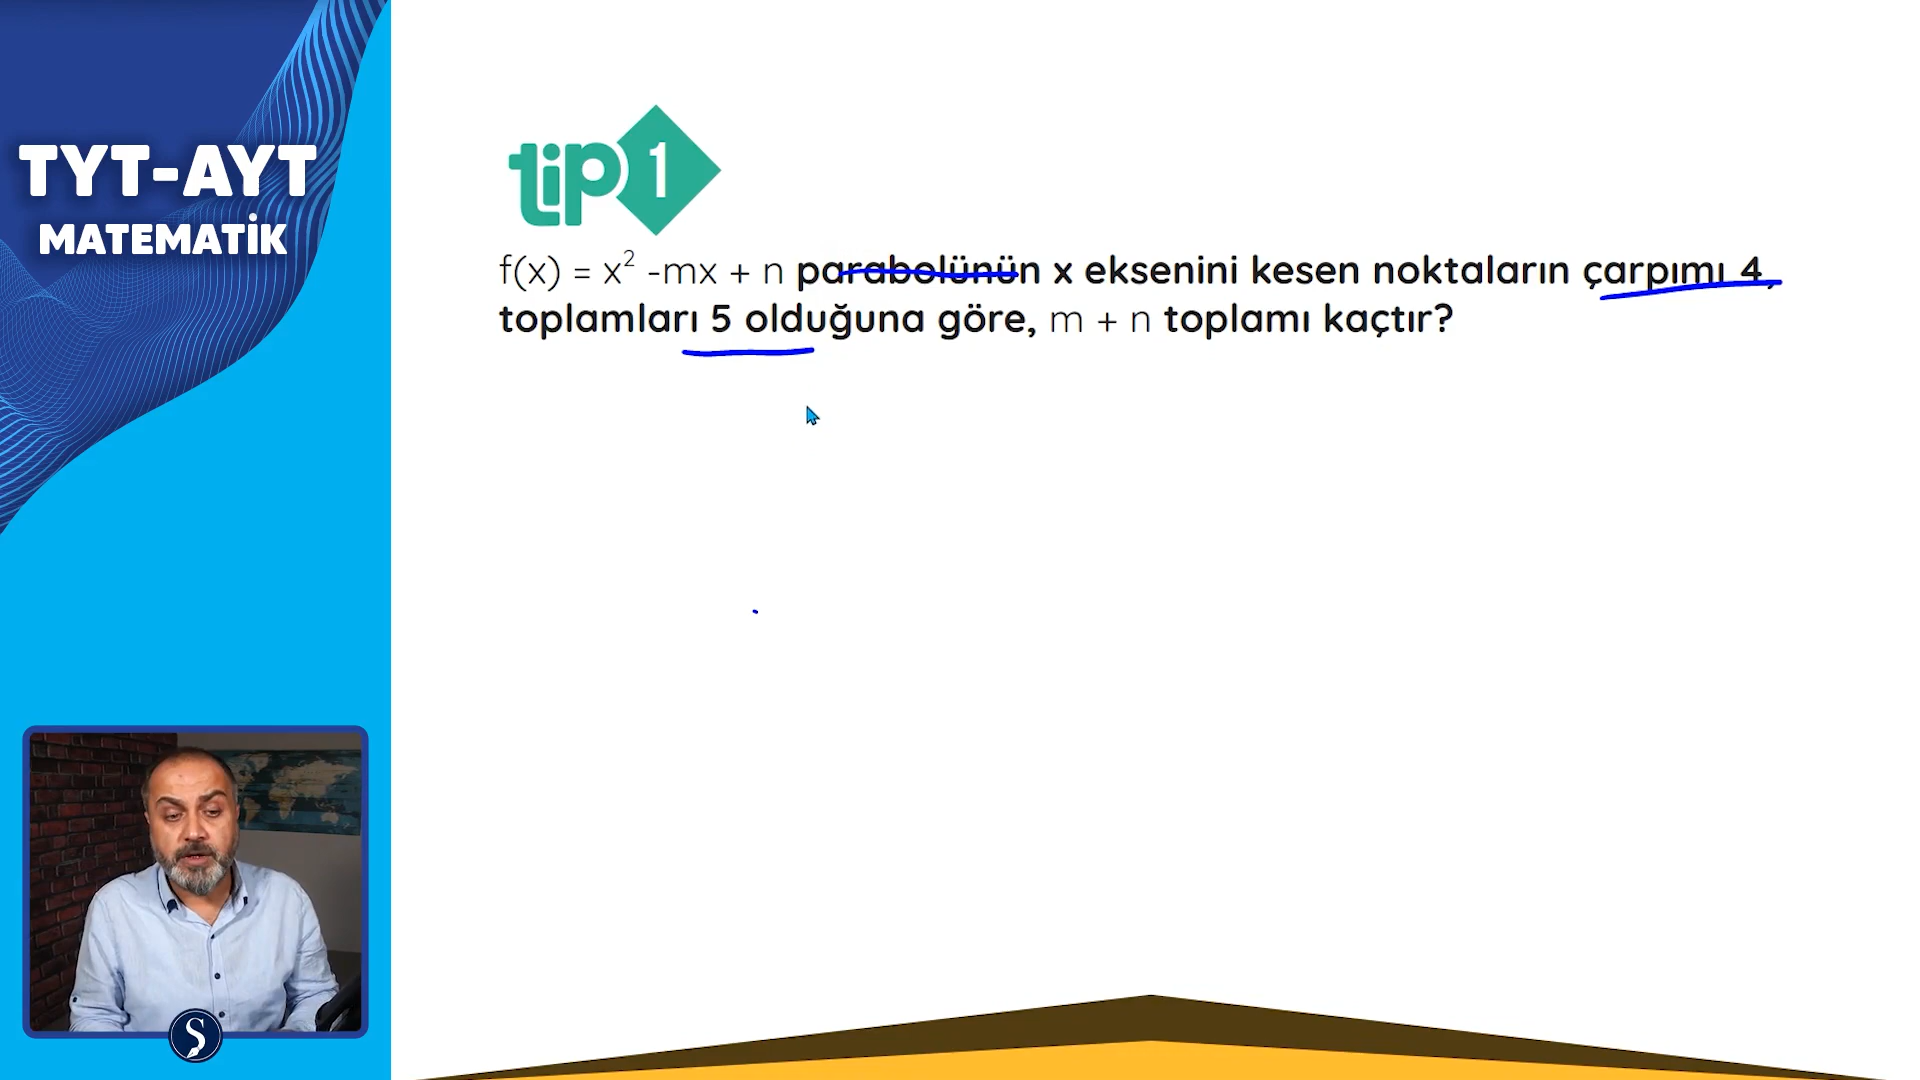 TYT-AYT
MATEMATİK
tip 1
f(x) = x² -mx + n parabolünün x eksenini kesen noktaların çarpımı 4,
toplamları 5 olduğuna göre, m + n toplamı kaçtır?
S